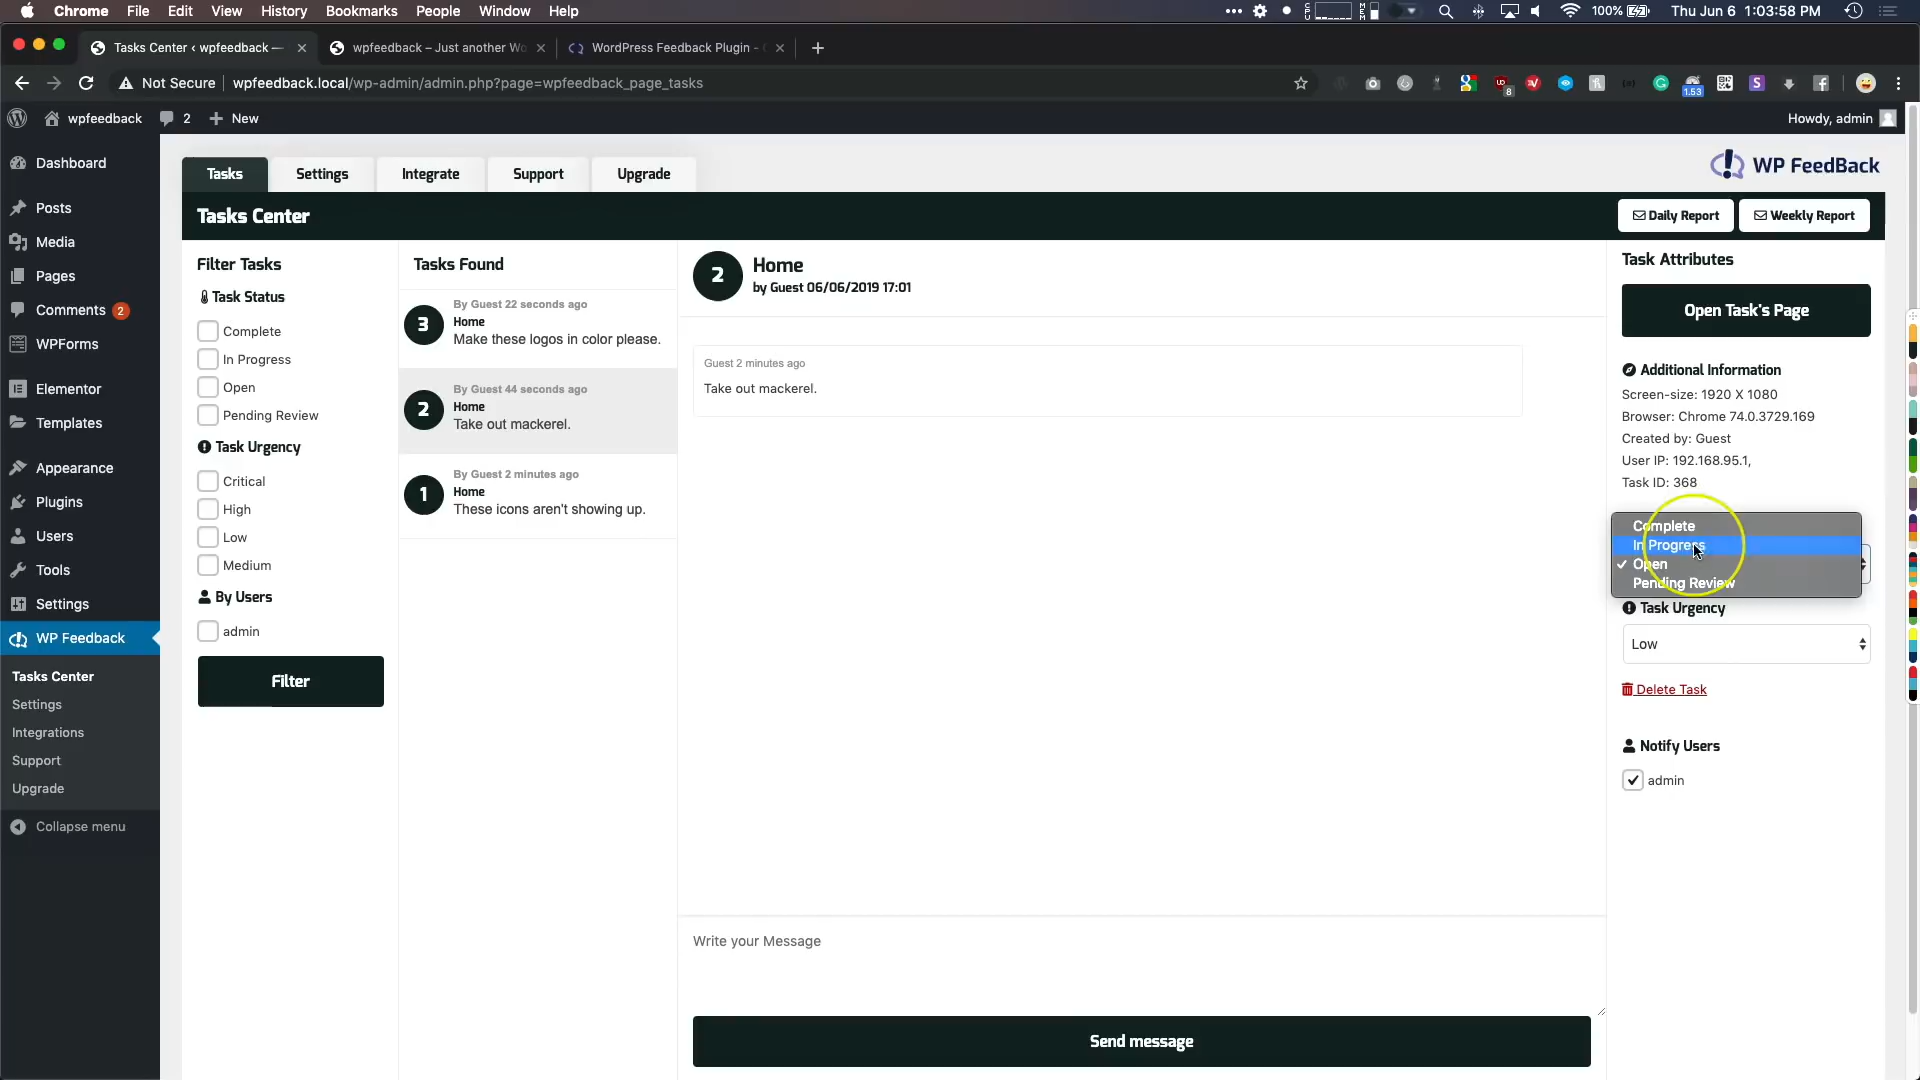 Chrome File Edit View History Bookmarks People Window Help
100% Thu Jun 6 1:03:58 PM
Tasks Center ‹ wpfeedback —
wpfeedback – Just another Wo
WordPress Feedback Plugin -
Not Secure wpfeedback.local/wp-admin/admin.php?page=wpfeedback_page_tasks
8
1.53
S
wpfeedback 2 New
Howdy, admin
Dashboard
Posts
Media
Pages
Comments 2
WPForms
Elementor
Templates
Appearance
Plugins
Users
Tools
Settings
WP Feedback
Tasks Center
Settings
Integrations
Support
Upgrade
Collapse menu
Tasks
Settings
Integrate
Support
Upgrade
WP FeedBack
Tasks Center
Daily Report
Weekly Report
Filter Tasks
Task Status
Complete
In Progress
Open
Pending Review
Task Urgency
Critical
High
Low
Medium
By Users
admin
Filter
Tasks Found
3
By Guest 22 seconds ago
Home
Make these logos in color please.
2
By Guest 44 seconds ago
Home
Take out mackerel.
1
By Guest 2 minutes ago
Home
These icons aren't showing up.
2
Home
by Guest 06/06/2019 17:01
Guest 2 minutes ago
Take out mackerel.
Write your Message
Send message
Task Attributes
Open Task's Page
Additional Information
Screen-size: 1920 X 1080
Browser: Chrome 74.0.3729.169
Created by: Guest
User IP: 192.168.95.1,
Task ID: 368
Complete
In Progress
✓ Open
Pending Review
Task Urgency
Low
Delete Task
Notify Users
admin